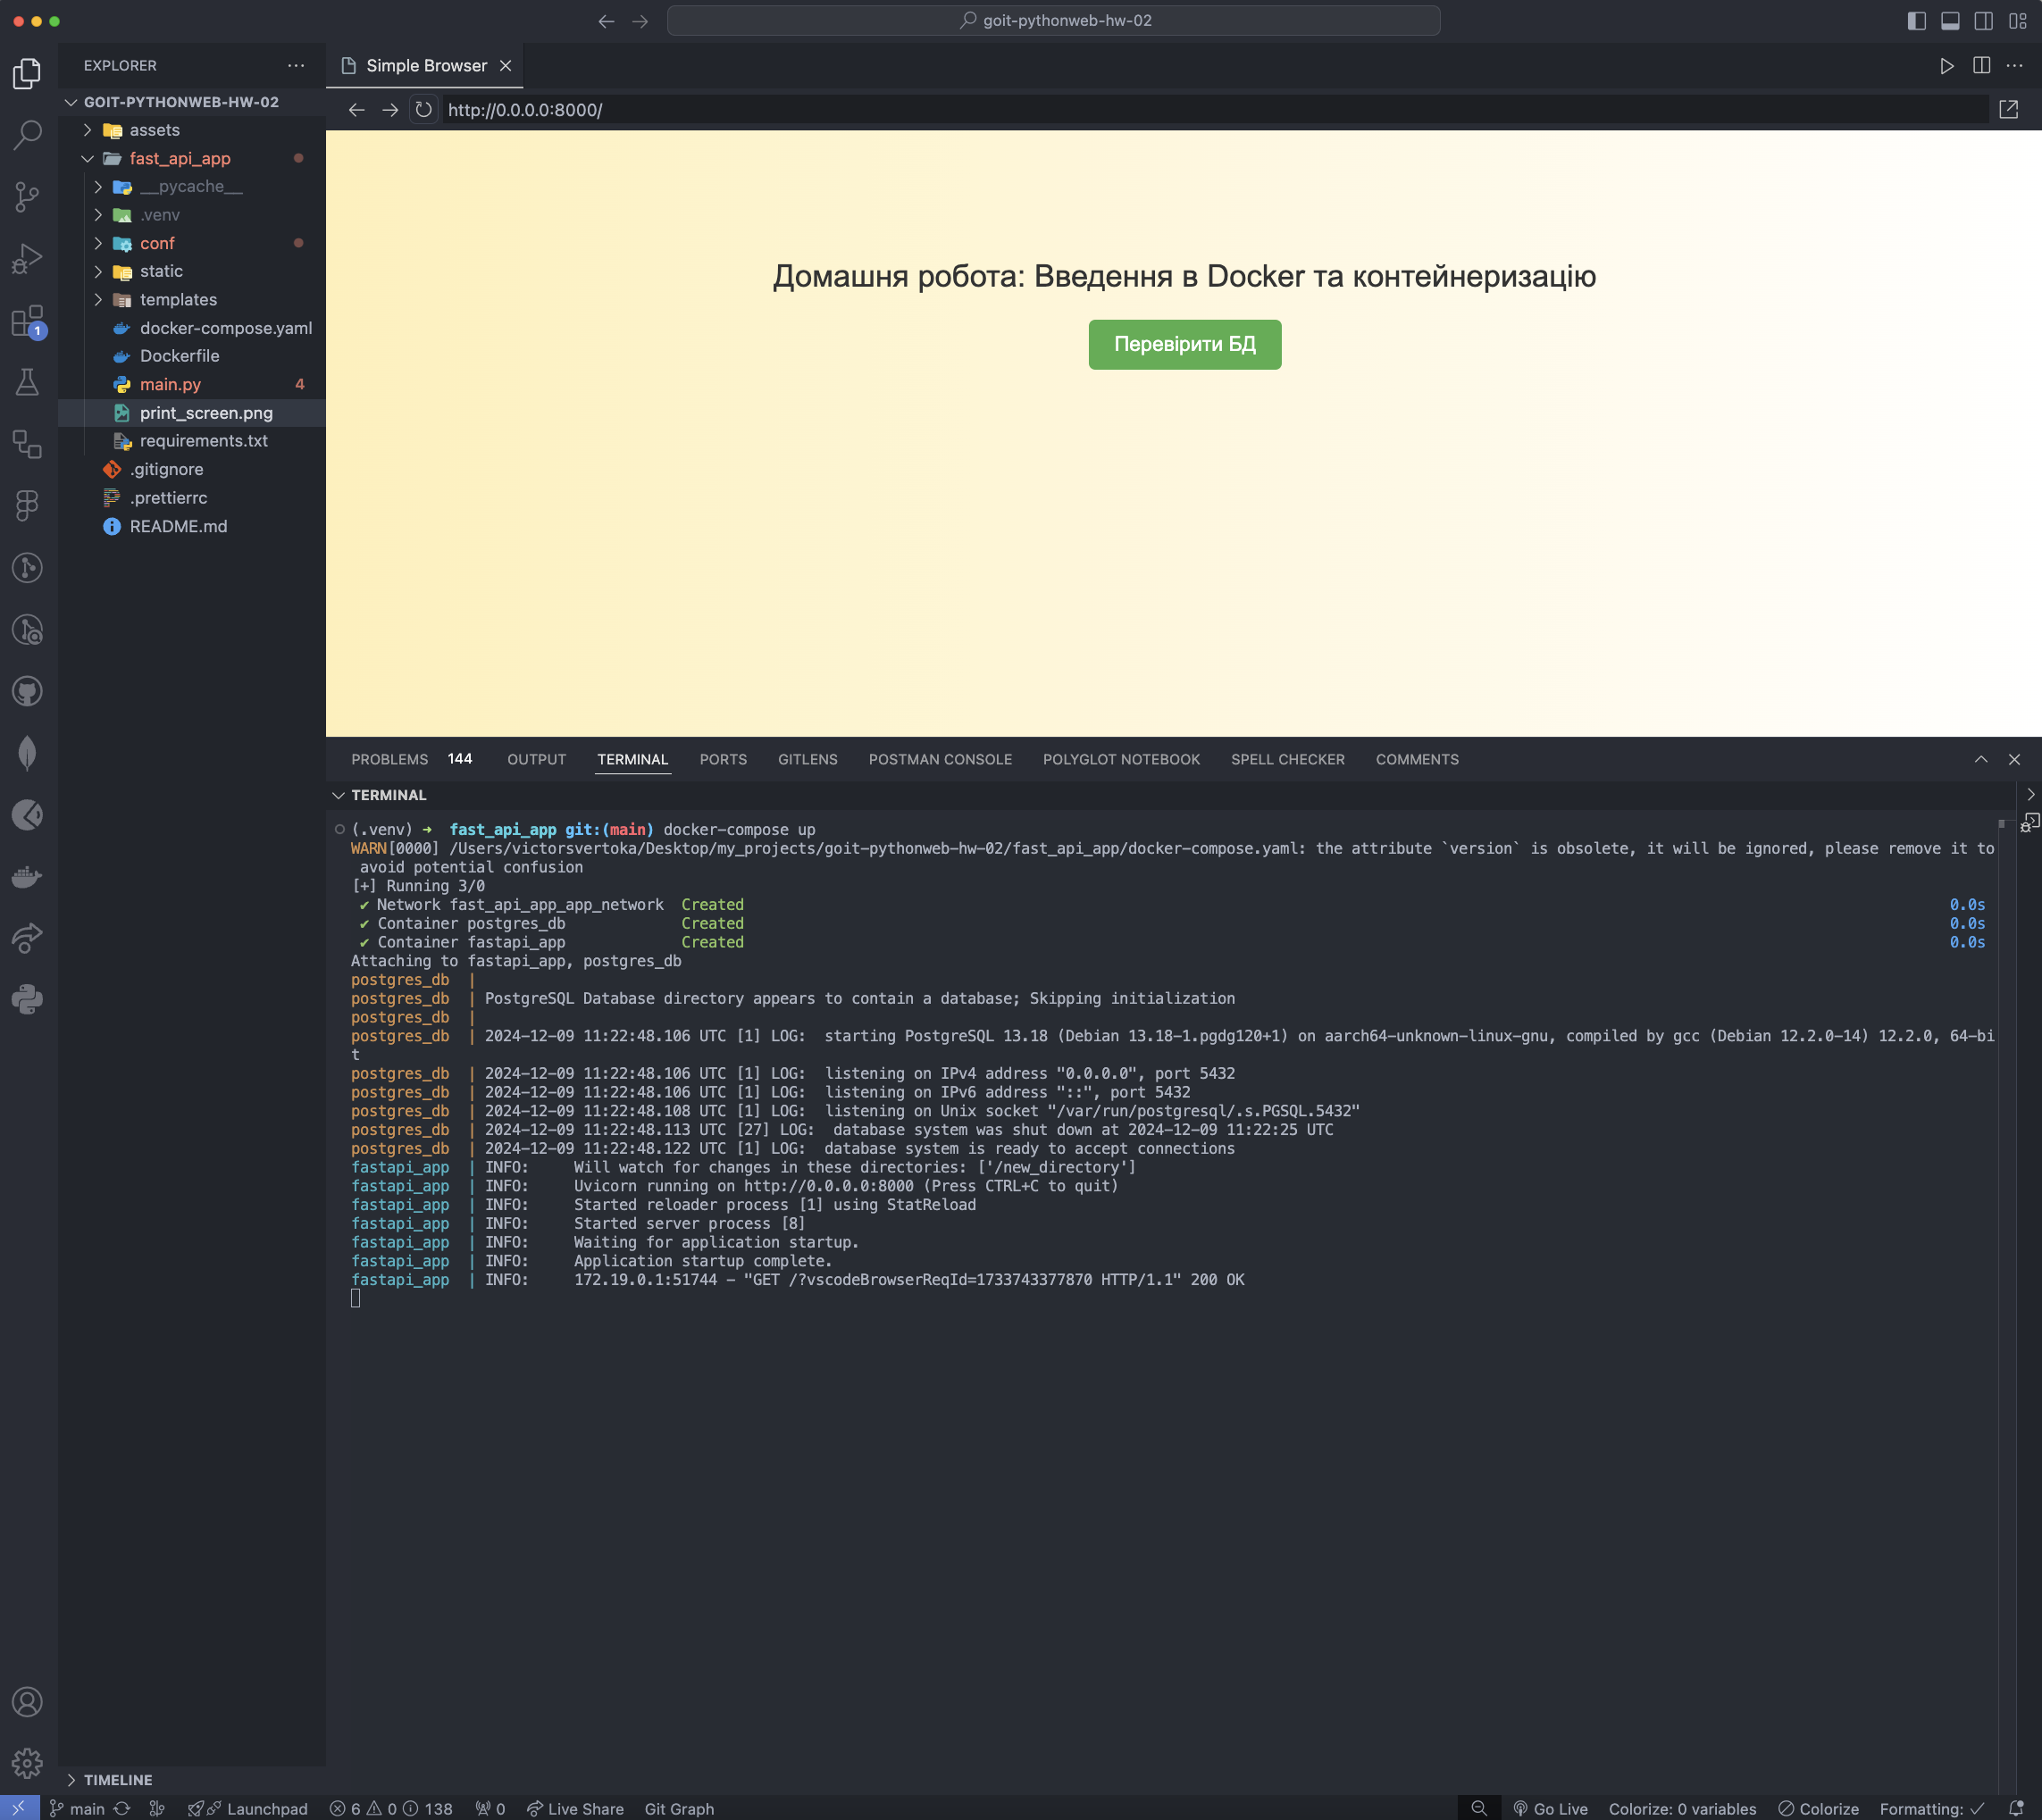 goit-pythonweb-hw-02
EXPLORER
Simple Browser
GOIT-PYTHONWEB-HW-02
http://0.0.0.0:8000/
assets
fast_api_app
__pycache__
.venv
conf
static
templates
docker-compose.yaml
Dockerfile
main.py 4
print_screen.png
requirements.txt
.gitignore
.prettierrc
README.md
1
Домашня робота: Введення в Docker та контейнеризацію
Перевірити БД
PROBLEMS 144 OUTPUT TERMINAL PORTS GITLENS POSTMAN CONSOLE POLYGLOT NOTEBOOK SPELL CHECKER COMMENTS
TERMINAL
(.venv) ➜ fast_api_app git:(main) docker-compose up
WARN[0000] /Users/victorsvertoka/Desktop/my_projects/goit-pythonweb-hw-02/fast_api_app/docker-compose.yaml: the attribute `version` is obsolete, it will be ignored, please remove it to
avoid potential confusion
[+] Running 3/0
✔ Network fast_api_app_app_network Created 0.0s
✔ Container postgres_db Created 0.0s
✔ Container fastapi_app Created 0.0s
Attaching to fastapi_app, postgres_db
postgres_db |
postgres_db | PostgreSQL Database directory appears to contain a database; Skipping initialization
postgres_db |
postgres_db | 2024-12-09 11:22:48.106 UTC [1] LOG: starting PostgreSQL 13.18 (Debian 13.18-1.pgdg120+1) on aarch64-unknown-linux-gnu, compiled by gcc (Debian 12.2.0-14) 12.2.0, 64-bi
t
postgres_db | 2024-12-09 11:22:48.106 UTC [1] LOG: listening on IPv4 address "0.0.0.0", port 5432
postgres_db | 2024-12-09 11:22:48.106 UTC [1] LOG: listening on IPv6 address "::", port 5432
postgres_db | 2024-12-09 11:22:48.108 UTC [1] LOG: listening on Unix socket "/var/run/postgresql/.s.PGSQL.5432"
postgres_db | 2024-12-09 11:22:48.113 UTC [27] LOG: database system was shut down at 2024-12-09 11:22:25 UTC
postgres_db | 2024-12-09 11:22:48.122 UTC [1] LOG: database system is ready to accept connections
fastapi_app | INFO: Will watch for changes in these directories: ['/new_directory']
fastapi_app | INFO: Uvicorn running on http://0.0.0.0:8000 (Press CTRL+C to quit)
fastapi_app | INFO: Started reloader process [1] using StatReload
fastapi_app | INFO: Started server process [8]
fastapi_app | INFO: Waiting for application startup.
fastapi_app | INFO: Application startup complete.
fastapi_app | INFO: 172.19.0.1:51744 - "GET /?vscodeBrowserReqId=1733743377870 HTTP/1.1" 200 OK
TIMELINE
main Launchpad 6 0 138 0 Live Share Git Graph Go Live Colorize: 0 variables Colorize Formatting: ✓